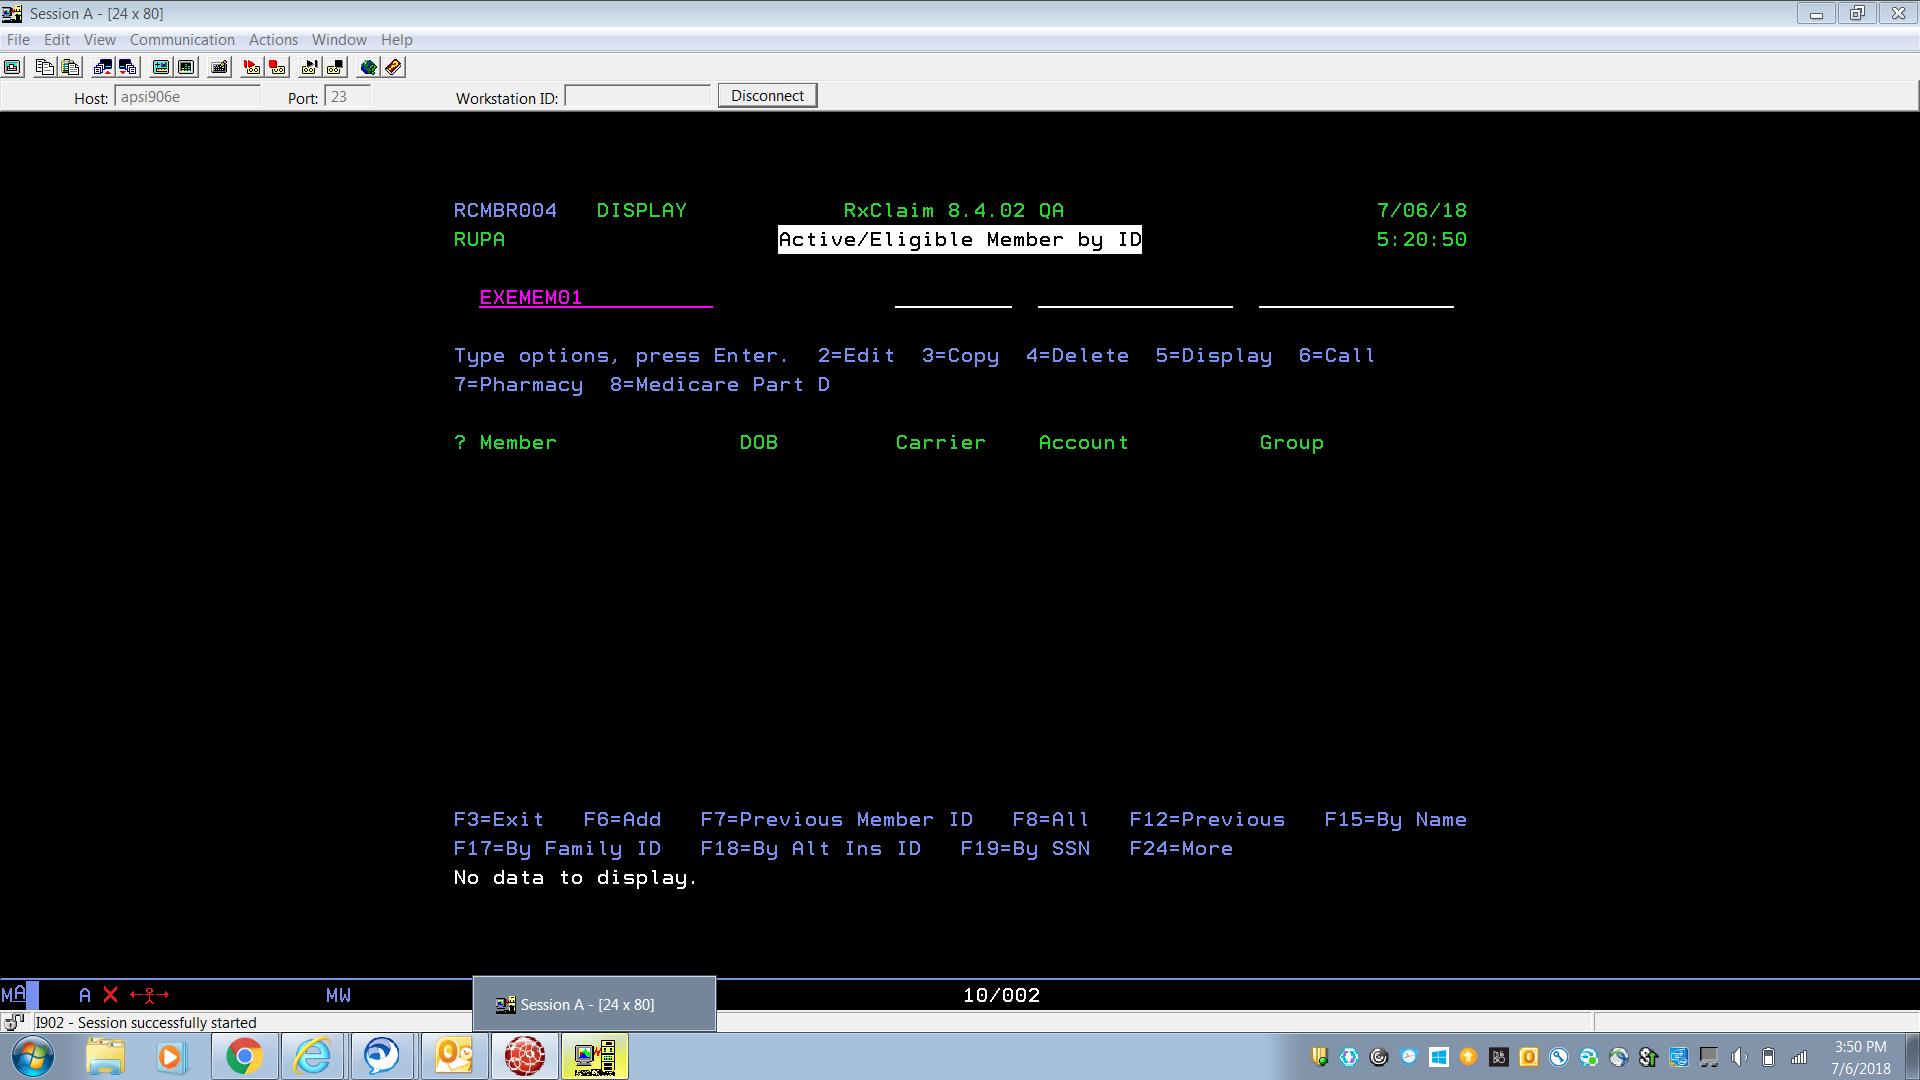 Session A - [24 x 80]
File Edit View Communication Actions Window Help
Host: apsi906e Port: 23 Workstation ID: Disconnect
RCMBR004 DISPLAY RxClaim 8.4.02 QA 7/06/18
RUPA Active/Eligible Member by ID 5:20:50
EXEMEM01
Type options, press Enter. 2=Edit 3=Copy 4=Delete 5=Display 6=Call
7=Pharmacy 8=Medicare Part D
? Member DOB Carrier Account Group
F3=Exit F6=Add F7=Previous Member ID F8=All F12=Previous F15=By Name
F17=By Family ID F18=By Alt Ins ID F19=By SSN F24=More
No data to display.
MA A MW 10/002
Session A - [24 x 80]
I902 - Session successfully started
3:50 PM
7/6/2018